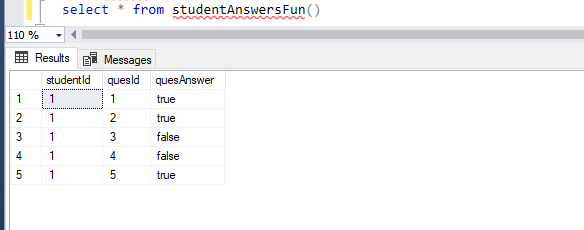 select * from studentAnswersFun()
110 %
Results Messages
studentId quesId quesAnswer
1 1 1 true
2 1 2 true
3 1 3 false
4 1 4 false
5 1 5 true